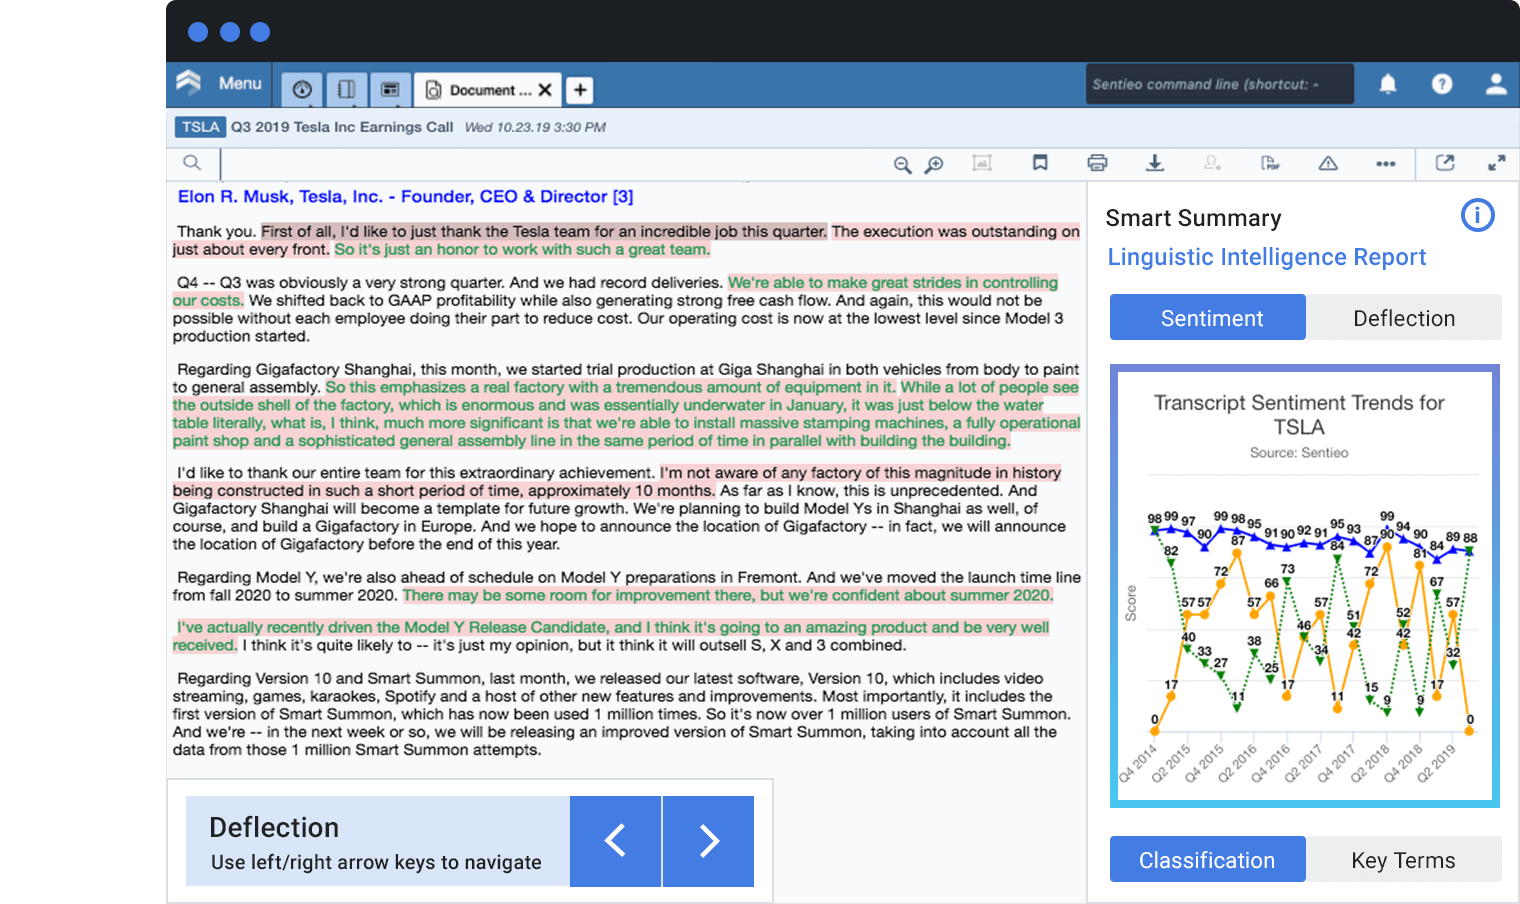 Menu
Document ...
Sentieo command line (shortcut: -
TSLA Q3 2019 Tesla Inc Earnings Call Wed 10.23.19 3:30 PM
PDF
Elon R. Musk, Tesla, Inc. - Founder, CEO & Director [3]
Thank you. First of all, I'd like to just thank the Tesla team for an incredible job this quarter. The execution was outstanding on
just about every front. So it's just an honor to work with such a great team.
Q4 -- Q3 was obviously a very strong quarter. And we had record deliveries. We're able to make great strides in controlling
our costs. We shifted back to GAAP profitability while also generating strong free cash flow. And again, this would not be
possible without each employee doing their part to reduce cost. Our operating cost is now at the lowest level since Model 3
production started.
Regarding Gigafactory Shanghai, this month, we started trial production at Giga Shanghai in both vehicles from body to paint
to general assembly. So this emphasizes a real factory with a tremendous amount of equipment in it. While a lot of people see
the outside shell of the factory, which is enormous and was essentially underwater in January, it was just below the water
table literally, what is, I think, much more significant is that we're able to install massive stamping machines, a fully operational
paint shop and a sophisticated general assembly line in the same period of time in parallel with building the building.
I'd like to thank our entire team for this extraordinary achievement. I'm not aware of any factory of this magnitude in history
being constructed in such a short period of time, approximately 10 months. As far as I know, this is unprecedented. And
Gigafactory Shanghai will become a template for future growth. We're planning to build Model Ys in Shanghai as well, of
course, and build a Gigafactory in Europe. And we hope to announce the location of Gigafactory -- in fact, we will announce
the location of Gigafactory before the end of this year.
Regarding Model Y, we're also ahead of schedule on Model Y preparations in Fremont. And we've moved the launch time line
from fall 2020 to summer 2020. There may be some room for improvement there, but we're confident about summer 2020.
I've actually recently driven the Model Y Release Candidate, and I think it's going to an amazing product and be very well
received. I think it's quite likely to -- it's just my opinion, but it think it will outsell S, X and 3 combined.
Regarding Version 10 and Smart Summon, last month, we released our latest software, Version 10, which includes video
streaming, games, karaokes, Spotify and a host of other new features and improvements. Most importantly, it includes the
first version of Smart Summon, which has now been used 1 million times. So it's now over 1 million users of Smart Summon.
And we're -- in the next week or so, we will be releasing an improved version of Smart Summon, taking into account all the
data from those 1 million Smart Summon attempts.
Deflection
Use left/right arrow keys to navigate
Smart Summary
Linguistic Intelligence Report
Sentiment Deflection
Transcript Sentiment Trends for
TSLA
Source: Sentieo
Score
98 99 97 90 99 98 95 91 90 92 91 95 93 87 99 94 90 84 89 88
82 40 33 27 11 38 25 73 46 34 84 51 15 9 52 9 67 32
0 17 57 57 72 87 57 66 17 57 11 42 72 90 42 81 17 57 0
Q4 2014 Q2 2015 Q4 2015 Q2 2016 Q4 2016 Q2 2017 Q4 2017 Q2 2018 Q4 2018 Q2 2019
Classification Key Terms